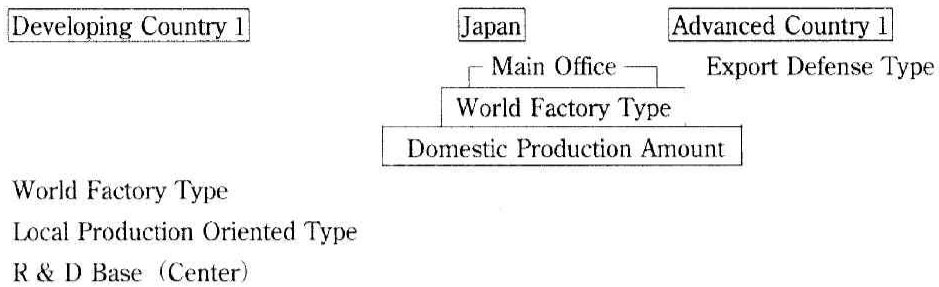 Developing Country 1 Japan Advanced Country 1
Main Office Export Defense Type
World Factory Type
Domestic Production Amount
World Factory Type
Local Production Oriented Type
R & D Base (Center)